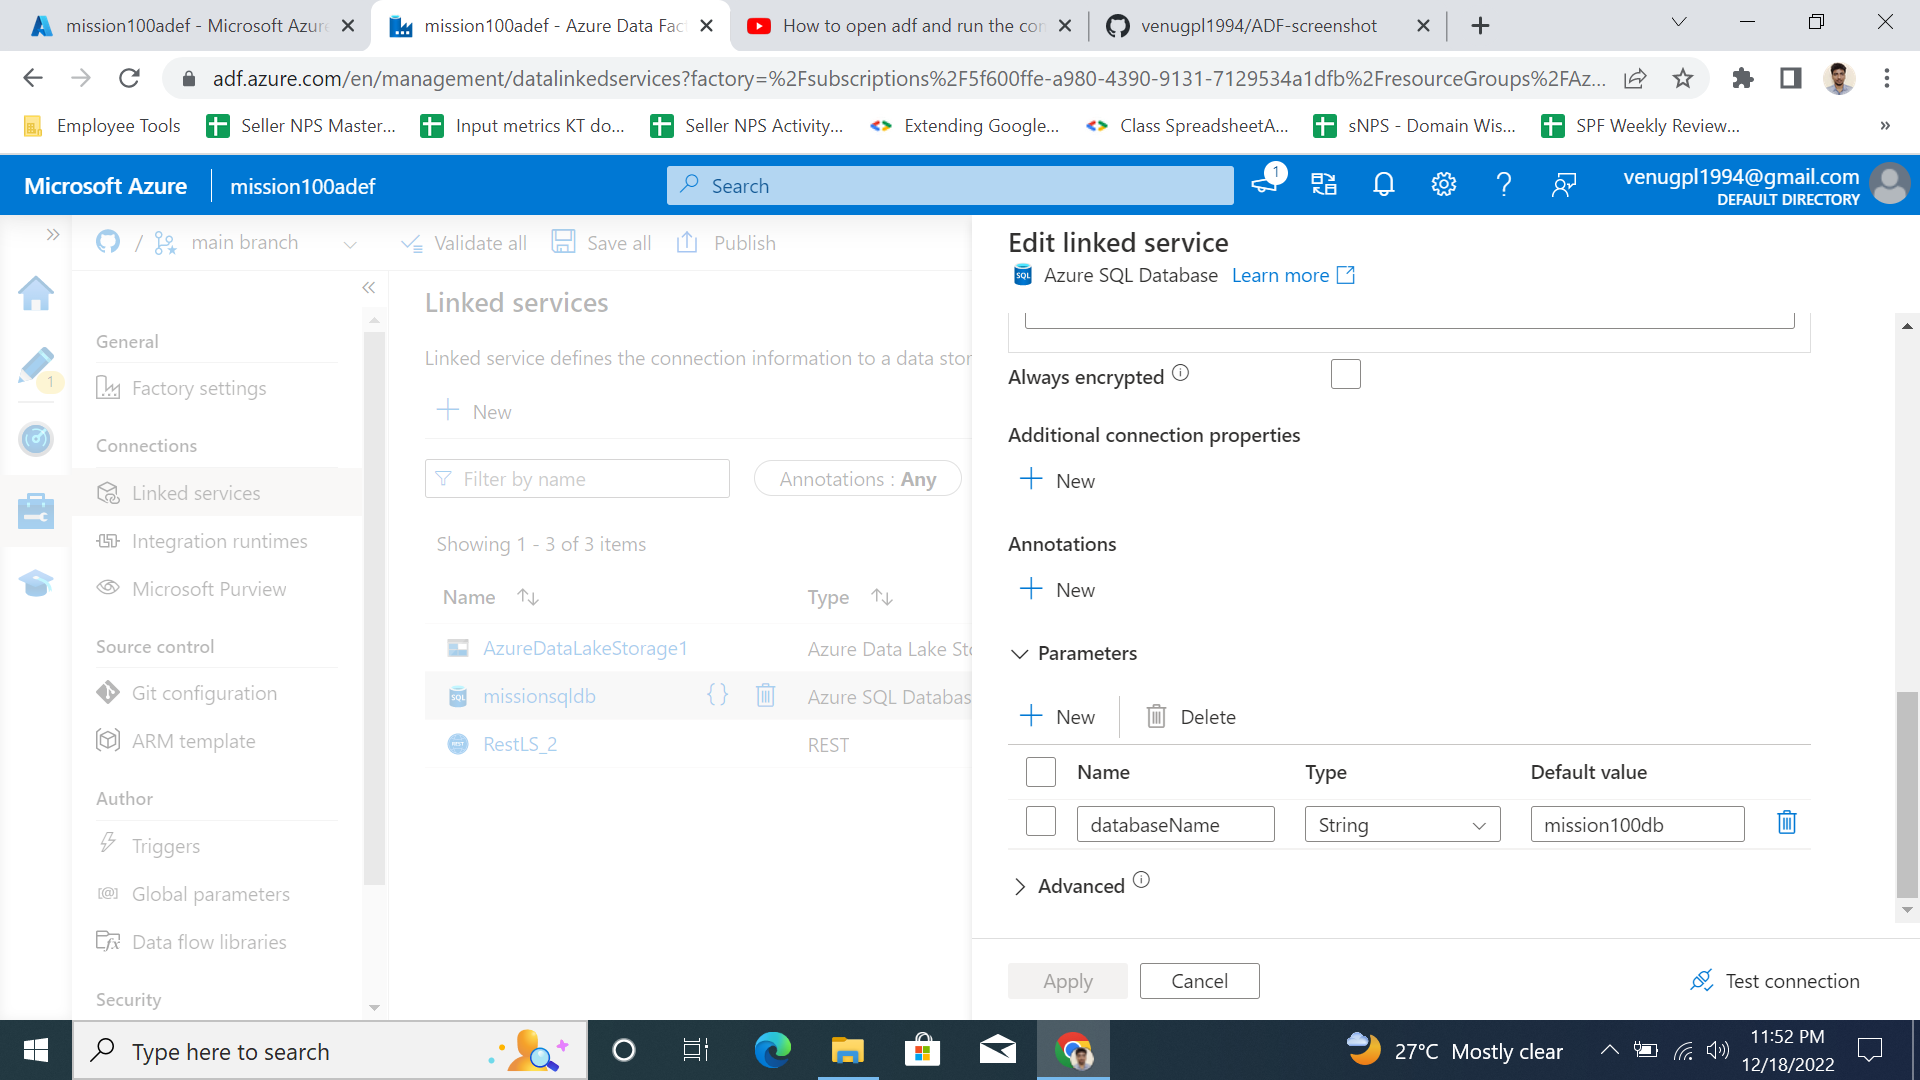 mission100adef - Microsoft Azure
mission100adef - Azure Data Fac
How to open adf and run the con
venugpl1994/ADF-screenshot
adf.azure.com/en/management/datalinkedservices?factory=%2Fsubscriptions%2F5f600ffe-a980-4390-9131-7129534a1dfb%2FresourceGroups%2FAz...
Employee Tools
Seller NPS Master...
Input metrics KT do...
Seller NPS Activity...
Extending Google...
Class SpreadsheetA...
sNPS - Domain Wis...
SPF Weekly Review...
»
Microsoft Azure
mission100adef
Search
1
venugpl1994@gmail.com
DEFAULT DIRECTORY
/
main branch
Validate all
Save all
Publish
1
General
Factory settings
Connections
Linked services
Integration runtimes
Microsoft Purview
Source control
Git configuration
ARM template
Author
Triggers
Global parameters
Data flow libraries
Security
Linked services
Linked service defines the connection information to a data stor
New
Filter by name
Annotations : Any
Showing 1 - 3 of 3 items
Name
Type
AzureDataLakeStorage1
Azure Data Lake Sto
SQL
missionsqldb
{}
Azure SQL Databas
REST
RestLS_2
REST
Edit linked service
SQL
Azure SQL Database
Learn more
Always encrypted
Additional connection properties
New
Annotations
New
Parameters
New
Delete
Name
Type
Default value
databaseName
String
mission100db
Advanced
Apply
Cancel
Test connection
Type here to search
27°C Mostly clear
11:52 PM
12/18/2022